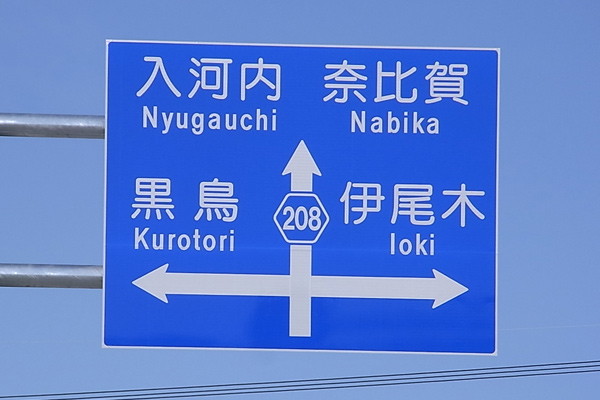 入河内 奈比賀
Nyugauchi Nabika
黒鳥 208 伊尾木
Kurotori Ioki